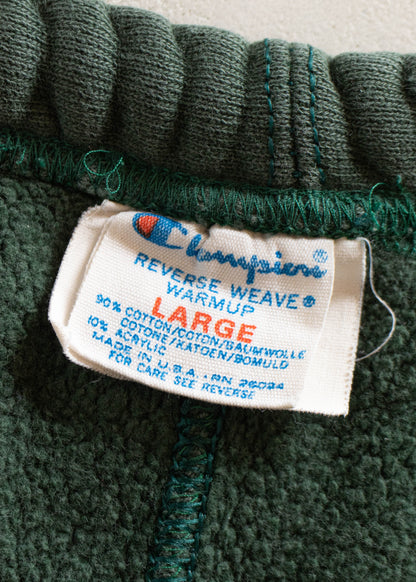 Champion®
REVERSE WEAVE®
WARMUP
LARGE
90% COTTON/COTON/BAUMWOLLE
10% COTONE/KATOEN/BOMULD
ACRYLIC
MADE IN U.S.A. RN 26094
FOR CARE SEE REVERSE